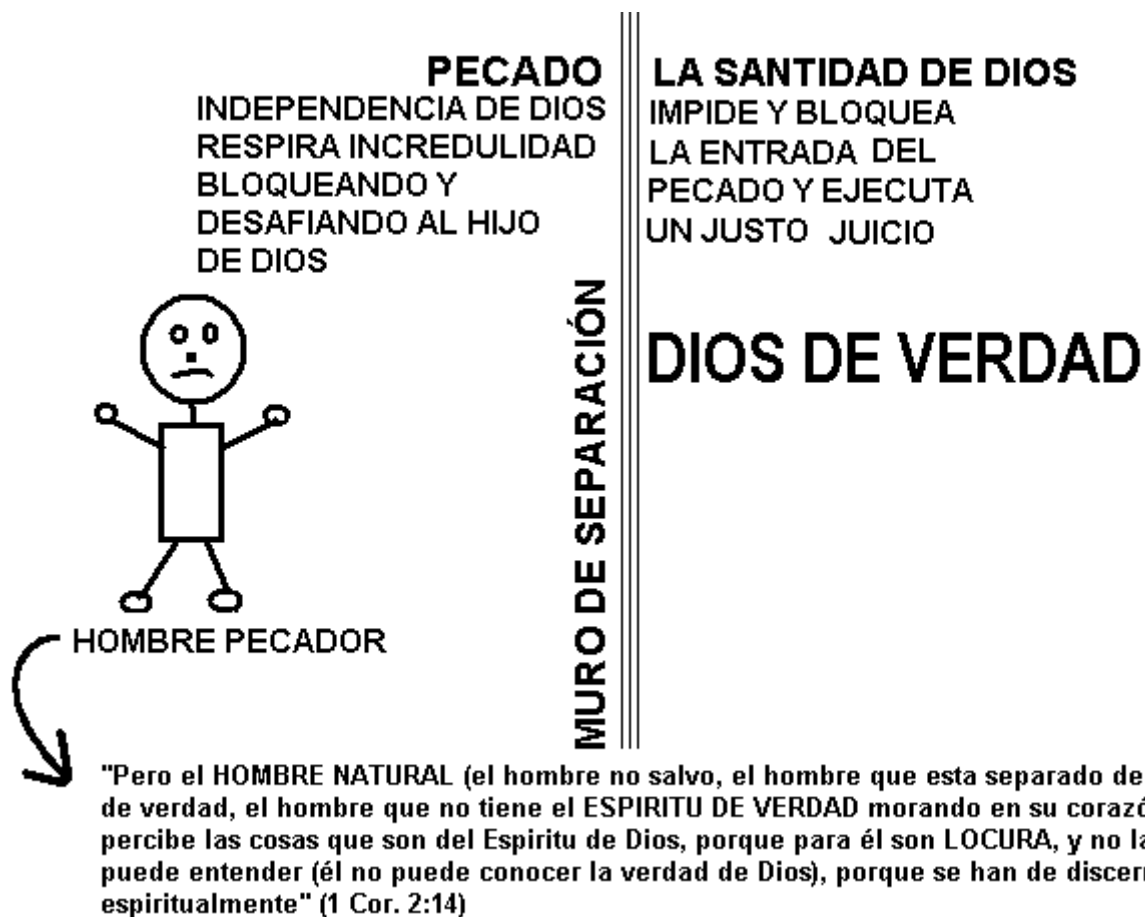 PECADO
INDEPENDENCIA DE DIOS
RESPIRA INCREDULIDAD
BLOQUEANDO Y
DESAFIANDO AL HIJO
DE DIOS
LA SANTIDAD DE DIOS
IMPIDE Y BLOQUEA
LA ENTRADA DEL
PECADO Y EJECUTA
UN JUSTO JUICIO
MURO DE SEPARACIÓN
DIOS DE VERDAD
HOMBRE PECADOR
"Pero el HOMBRE NATURAL (el hombre no salvo, el hombre que esta separado de
de verdad, el hombre que no tiene el ESPIRITU DE VERDAD morando en su
percibe las cosas que son del Espiritu de Dios, porque para él son LOCURA, y no
puede entender (él no puede conocer la verdad de Dios), porque se han de
espiritualmente" (1 Cor. 2:14)